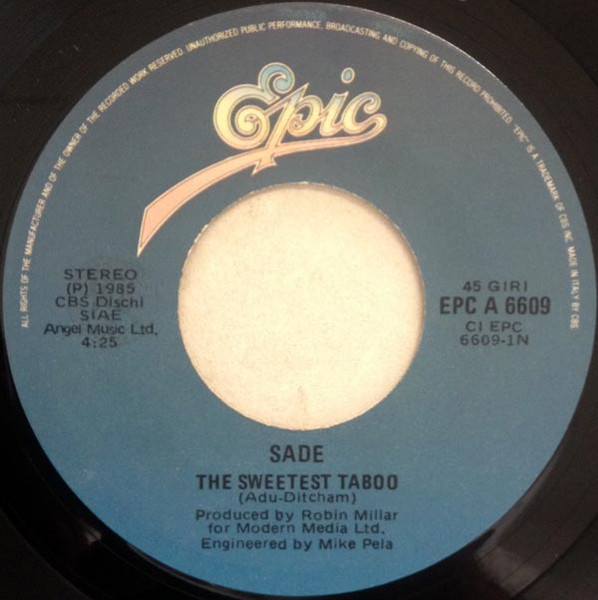 ALL RIGHTS OF THE MANUFACTURER AND OF THE OWNER OF THE RECORDED WORK RESERVED. UNAUTHORIZED PUBLIC PERFORMANCE, BROADCASTING AND COPYING OF THIS RECORD PROHIBITED. "EPIC" IS A TRADEMARK OF CBS INC. MADE IN ITALY BY CBS.
Epic
STEREO
(P) 1985
CBS Dischi
SIAE
Angel Music Ltd.
4:25
45 GIRI
EPC A 6609
CI EPC
6609-1N
SADE
THE SWEETEST TABOO
(Adu-Ditcham)
Produced by Robin Millar
for Modern Media Ltd.
Engineered by Mike Pela